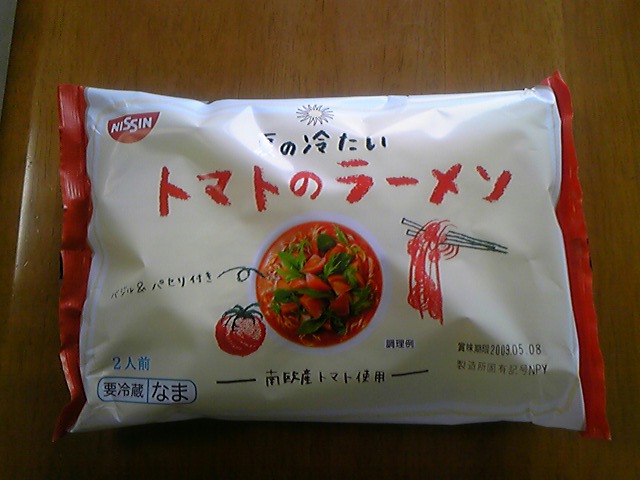 NISSIN
の冷たい
トマトのラーメン
バジル& パセリ付き
調理例
2人前
要冷蔵 なま
南欧産トマト使用
賞味期限2009.05.08
製造所固有記号NPY